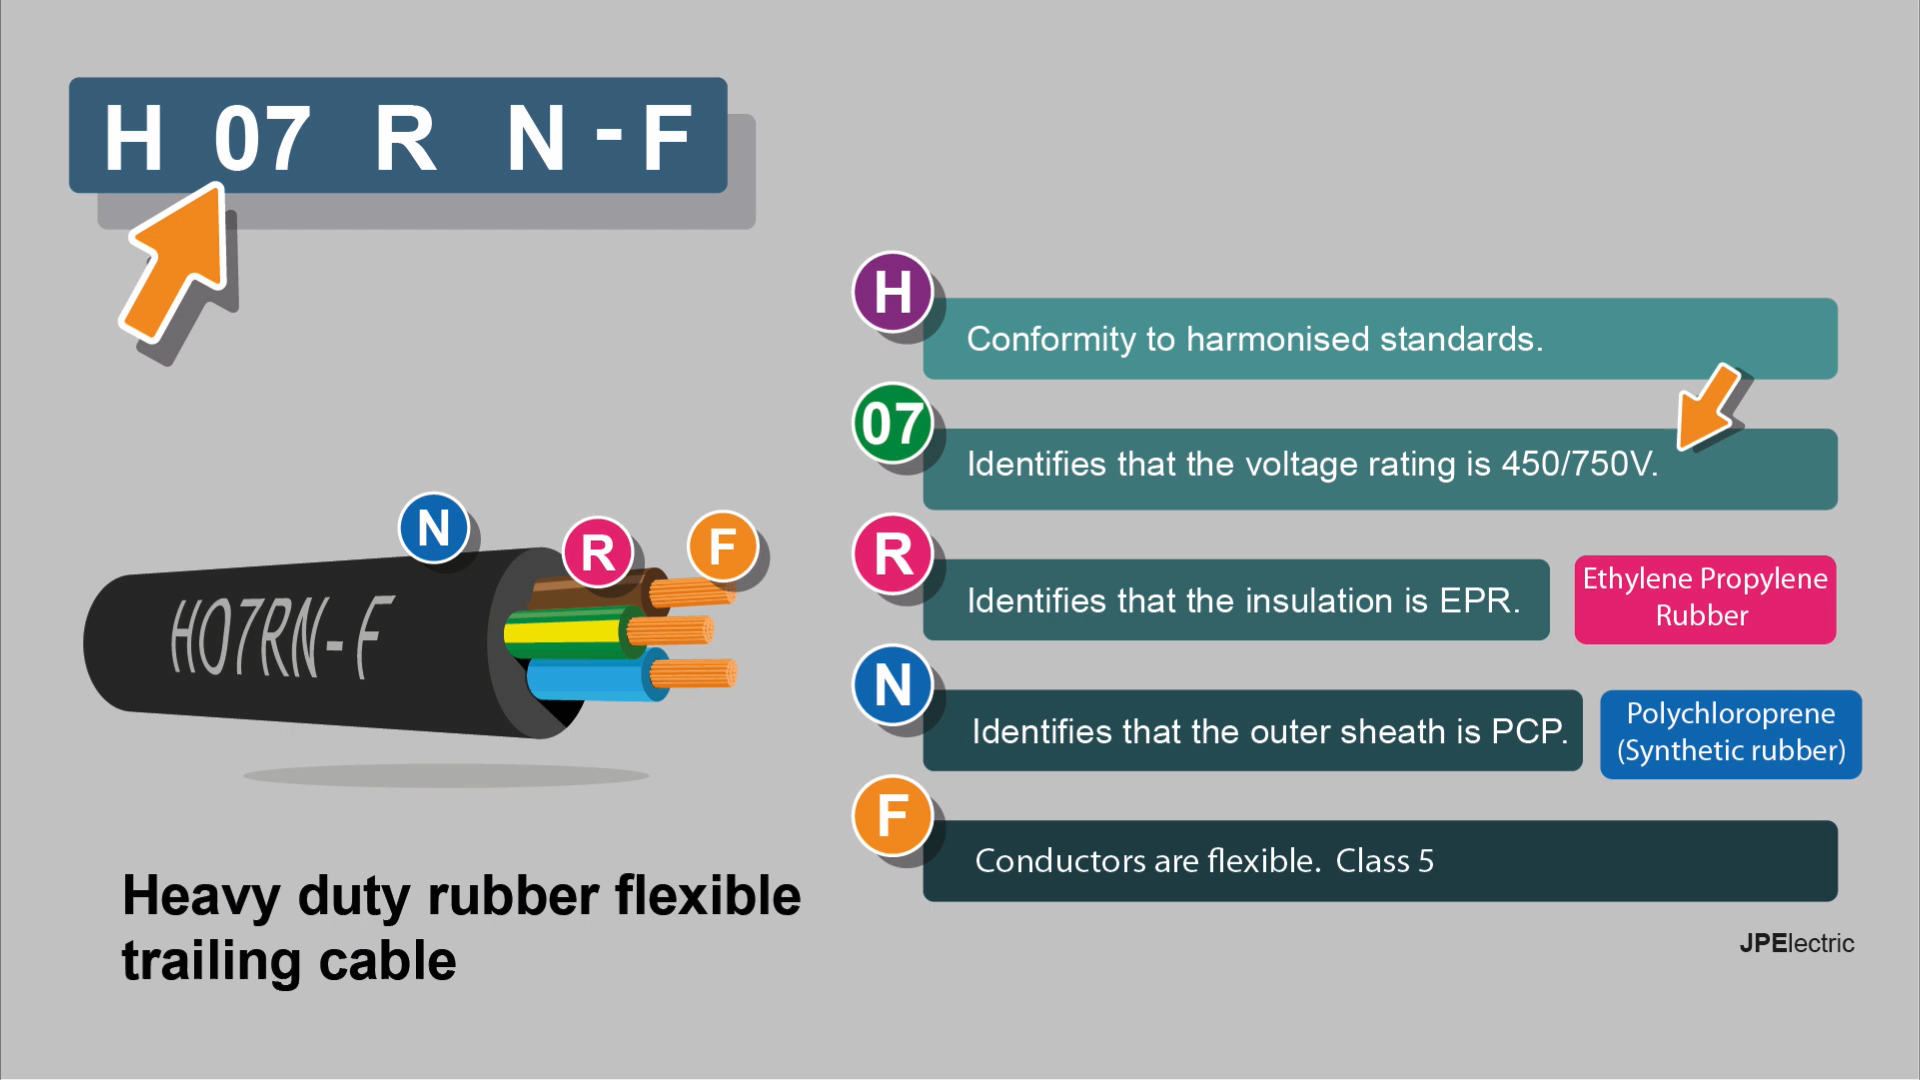 H 07 R N - F
H
Conformity to harmonised standards.
07
Identifies that the voltage rating is 450/750V.
R
Identifies that the insulation is EPR.
Ethylene Propylene
Rubber
N
Identifies that the outer sheath is PCP.
Polychloroprene
(Synthetic rubber)
F
Conductors are flexible. Class 5
N
R
F
HO7RN-F
Heavy duty rubber flexible
trailing cable
JPElectric